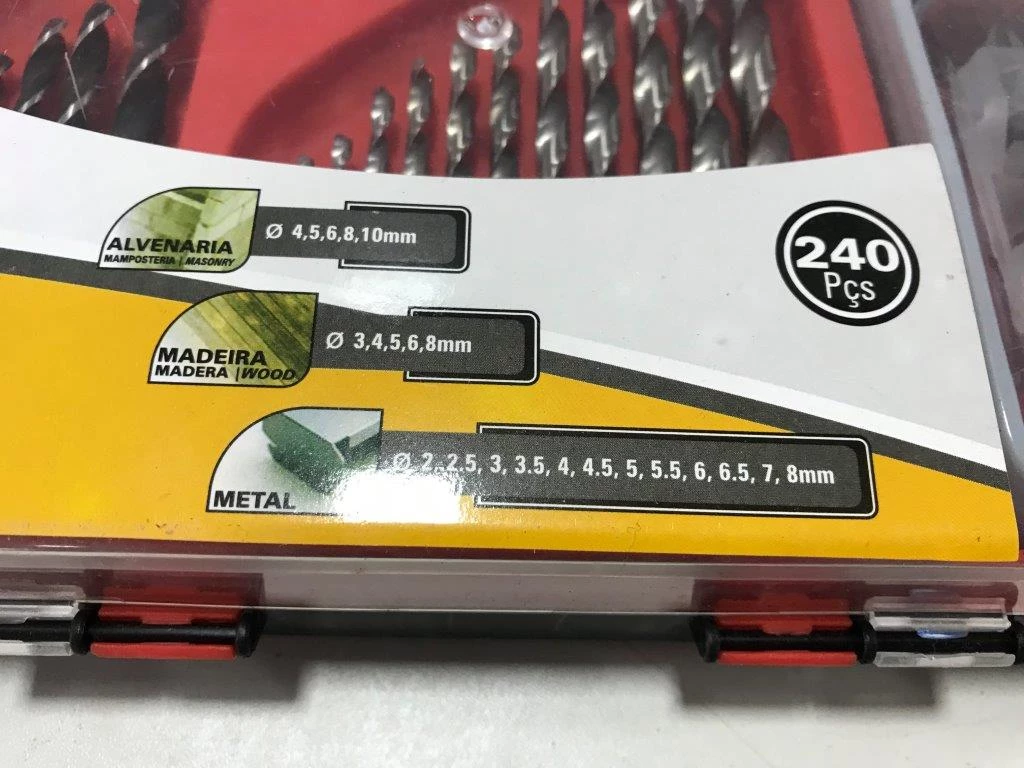 ALVENARIA
MAMPOSTERIA | MASONRY
Ø 4,5,6,8,10mm
240
Pçs
MADEIRA
MADERA | WOOD
Ø 3,4,5,6,8mm
METAL
Ø 2, 2.5, 3, 3.5, 4, 4.5, 5, 5.5, 6, 6.5, 7, 8mm